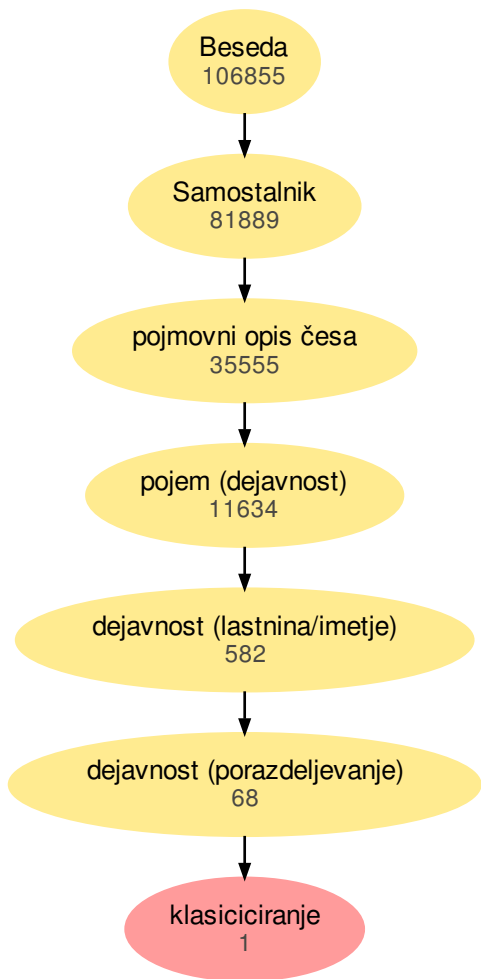 Beseda
106855
Samostalnik
81889
pojmovni opis česa
35555
pojem (dejavnost)
11634
dejavnost (lastnina/imetje)
582
dejavnost (porazdeljevanje)
68
klasiciciranje
1